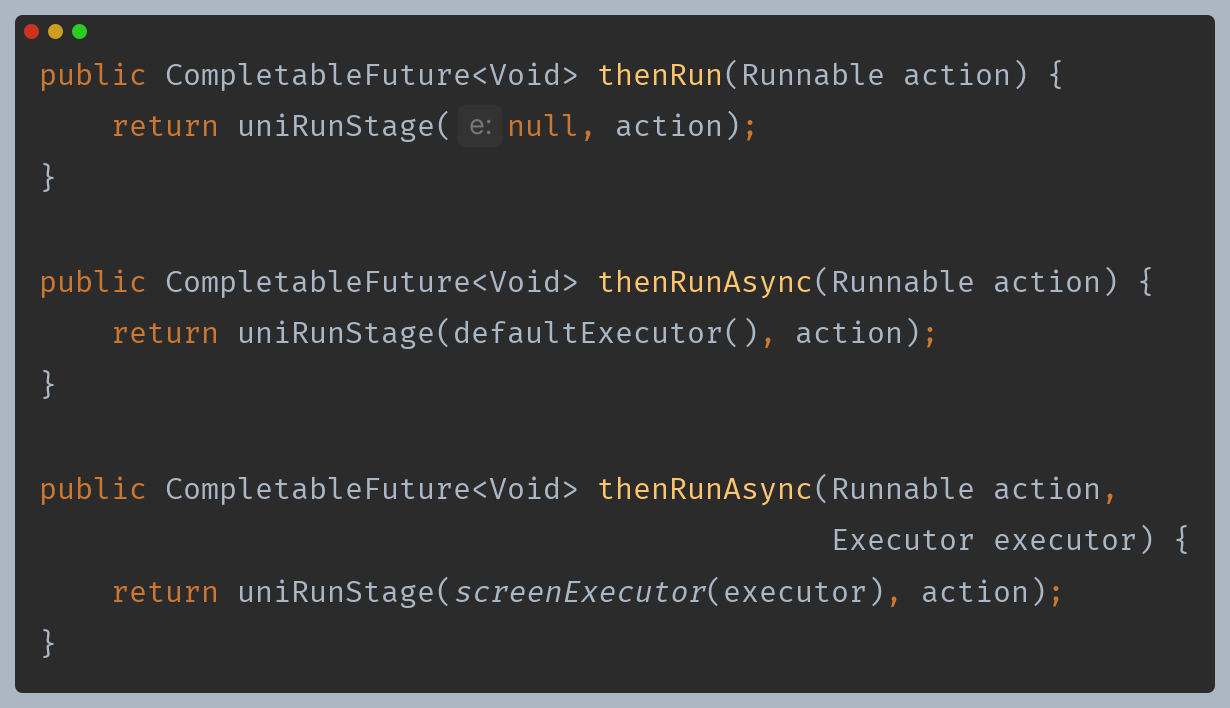 public CompletableFuture<Void> thenRun(Runnable action) {
    return uniRunStage( e: null, action);
}

public CompletableFuture<Void> thenRunAsync(Runnable action) {
    return uniRunStage(defaultExecutor(), action);
}

public CompletableFuture<Void> thenRunAsync(Runnable action,
                                            Executor executor) {
    return uniRunStage(screenExecutor(executor), action);
}